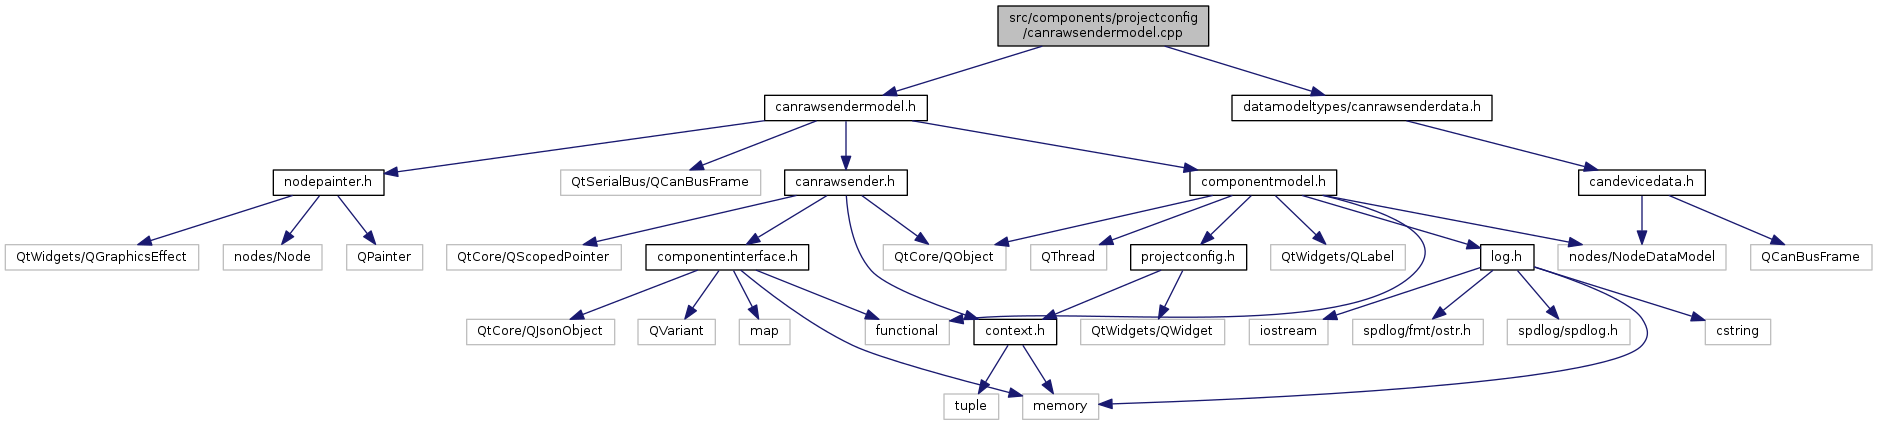 src/components/projectconfig
/canrawsendermodel.cpp
canrawsendermodel.h
datamodeltypes/canrawsenderdata.h
nodepainter.h
QtSerialBus/QCanBusFrame
canrawsender.h
componentmodel.h
candevicedata.h
QtWidgets/QGraphicsEffect
nodes/Node
QPainter
QtCore/QScopedPointer
componentinterface.h
QtCore/QObject
QThread
projectconfig.h
QtWidgets/QLabel
log.h
nodes/NodeDataModel
QCanBusFrame
QtCore/QJsonObject
QVariant
map
functional
context.h
QtWidgets/QWidget
iostream
spdlog/fmt/ostr.h
spdlog/spdlog.h
cstring
tuple
memory